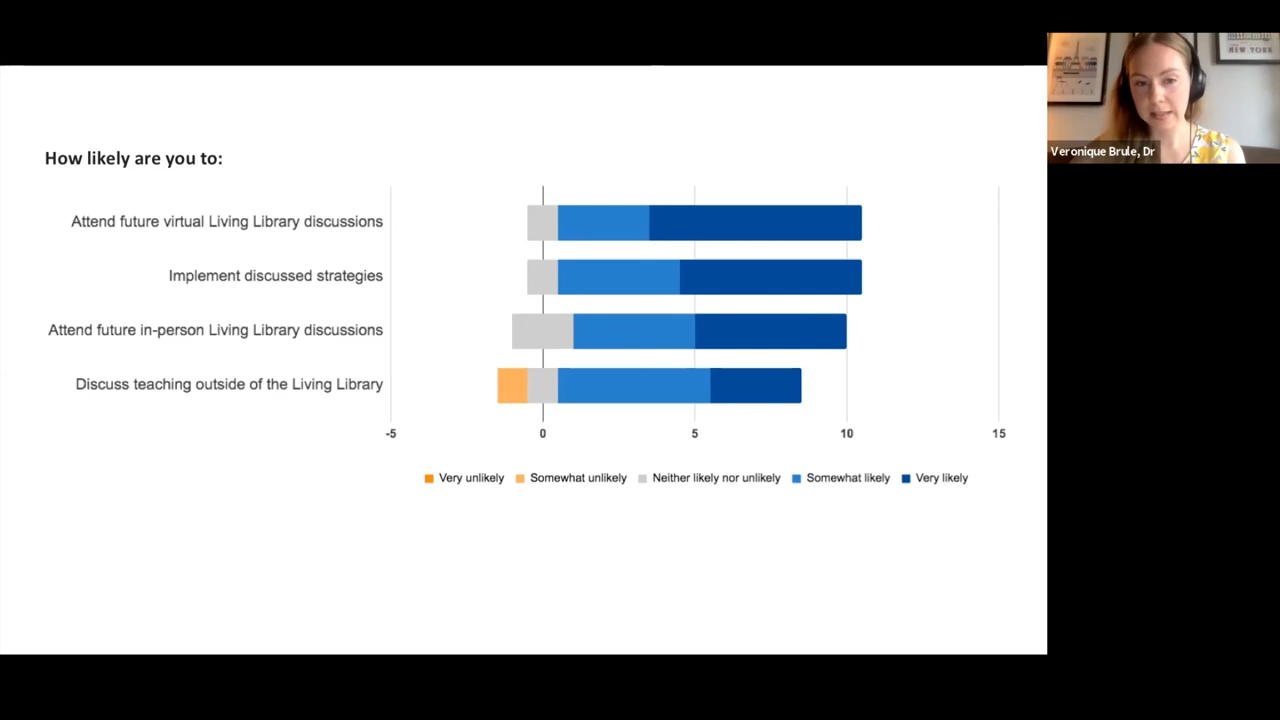 NEW YORK
Veronique Brule, Dr
How likely are you to:
Attend future virtual Living Library discussions
Implement discussed strategies
Attend future in-person Living Library discussions
Discuss teaching outside of the Living Library
-5 0 5 10 15
Very unlikely Somewhat unlikely Neither likely nor unlikely Somewhat likely Very likely